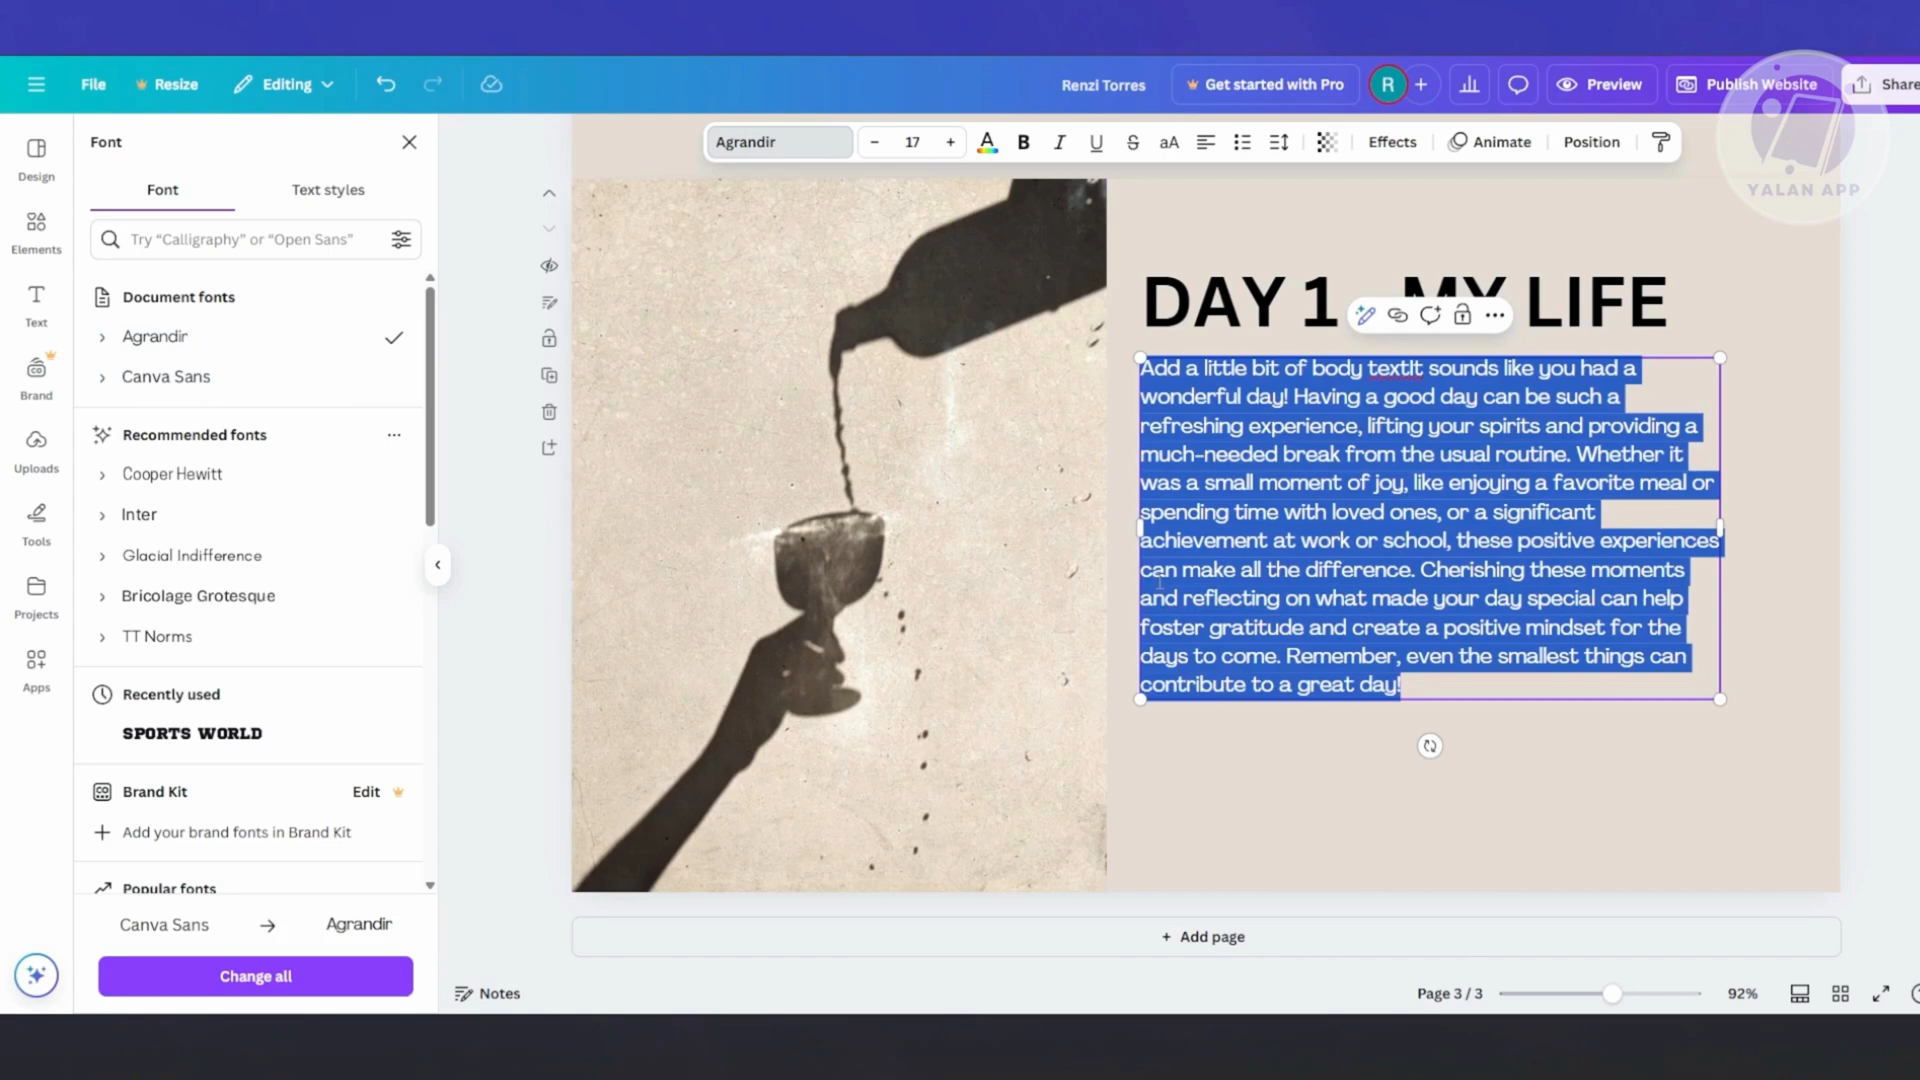 File
Resize
Editing
Renzi Torres
Get started with Pro
R
Preview
Publish Website
Share
YALAN APP
Design
Elements
Text
Brand
Uploads
Tools
Projects
Apps
Font
Font
Text styles
Try “Calligraphy” or “Open Sans”
Document fonts
Agrandir
Canva Sans
Recommended fonts
Cooper Hewitt
Inter
Glacial Indifference
Bricolage Grotesque
TT Norms
Recently used
SPORTS WORLD
Brand Kit
Edit
Add your brand fonts in Brand Kit
Popular fonts
Canva Sans → Agrandir
Change all
Agrandir
− 17 +
A B I U S aA
Effects
Animate
Position
DAY 1 - MY LIFE
Add a little bit of body textIt sounds like you had a
wonderful day! Having a good day can be such a
refreshing experience, lifting your spirits and providing a
much-needed break from the usual routine. Whether it
was a small moment of joy, like enjoying a favorite meal or
spending time with loved ones, or a significant
achievement at work or school, these positive experiences
can make all the difference. Cherishing these moments
and reflecting on what made your day special can help
foster gratitude and create a positive mindset for the
days to come. Remember, even the smallest things can
contribute to a great day!
+ Add page
Notes
Page 3 / 3
92%